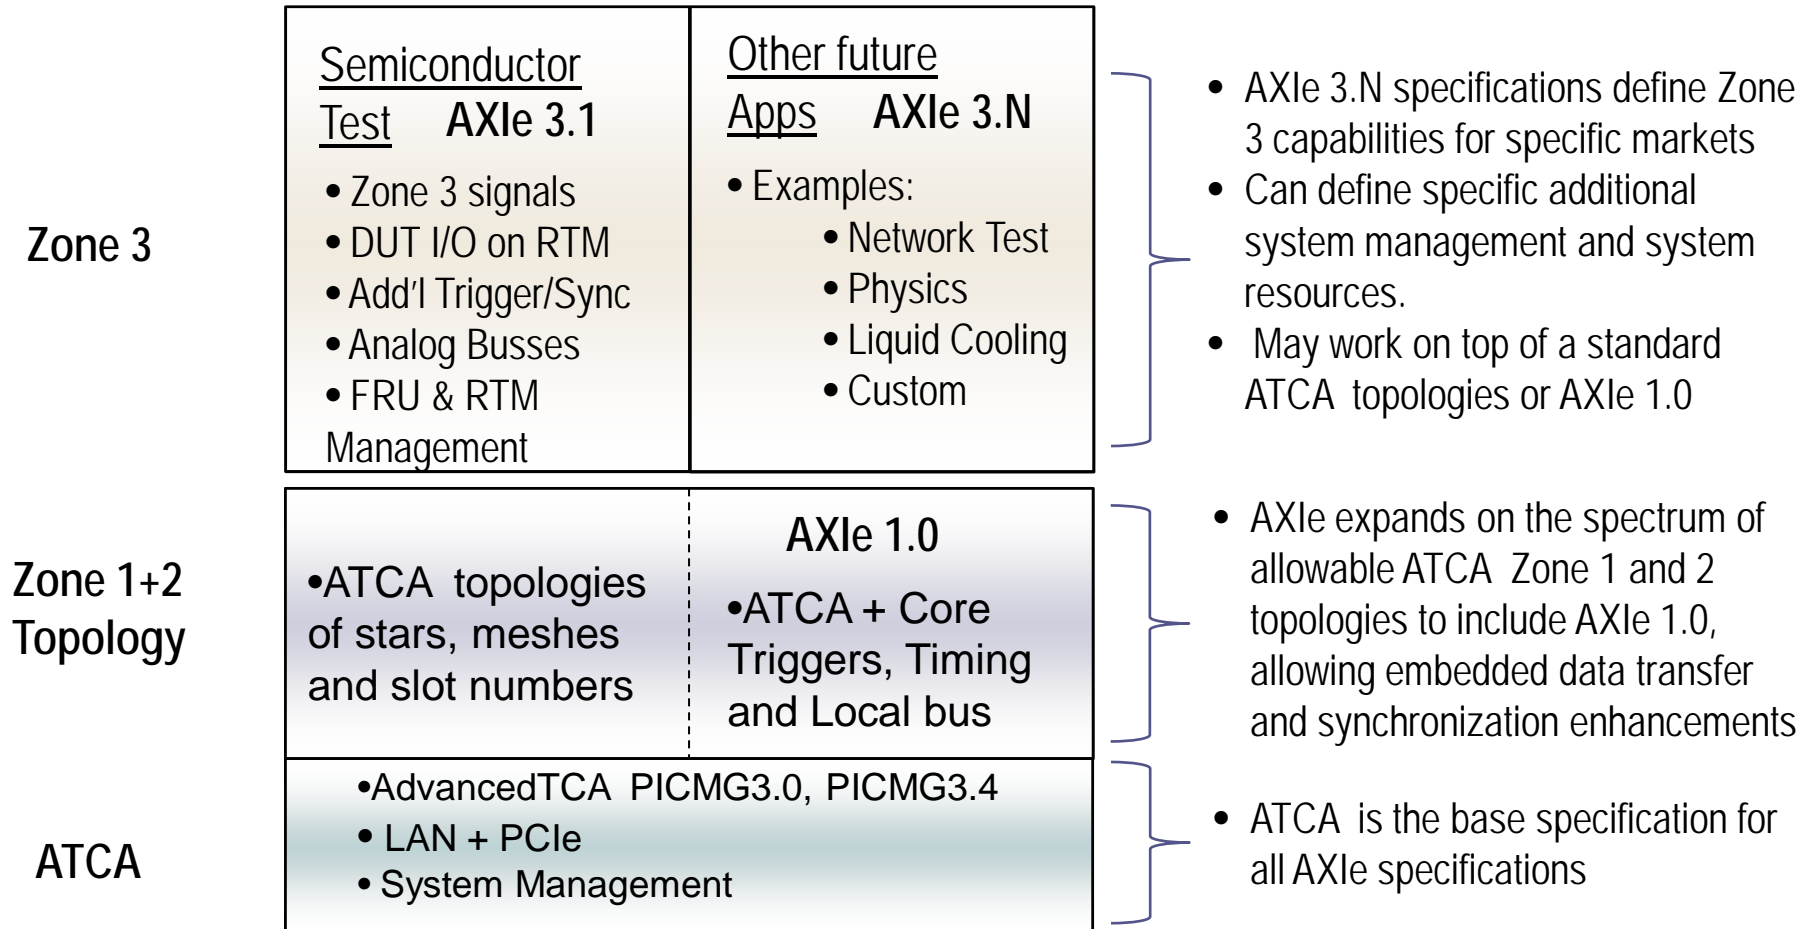 Zone 3
Semiconductor
Test AXIe 3.1
• Zone 3 signals
• DUT I/O on RTM
• Add'l Trigger/Sync
• Analog Busses
• FRU & RTM
Management
Other future
Apps AXIe 3.N
• Examples:
• Network Test
• Physics
• Liquid Cooling
• Custom
• AXIe 3.N specifications define Zone
3 capabilities for specific markets
• Can define specific additional
system management and system
resources.
• May work on top of a standard
ATCA topologies or AXIe 1.0
Zone 1+2
Topology
•ATCA topologies
of stars, meshes
and slot numbers
AXIe 1.0
•ATCA + Core
Triggers, Timing
and Local bus
• AXIe expands on the spectrum of
allowable ATCA Zone 1 and 2
topologies to include AXIe 1.0,
allowing embedded data transfer
and synchronization enhancements
ATCA
•AdvancedTCA PICMG3.0, PICMG3.4
• LAN + PCIe
• System Management
• ATCA is the base specification for
all AXIe specifications